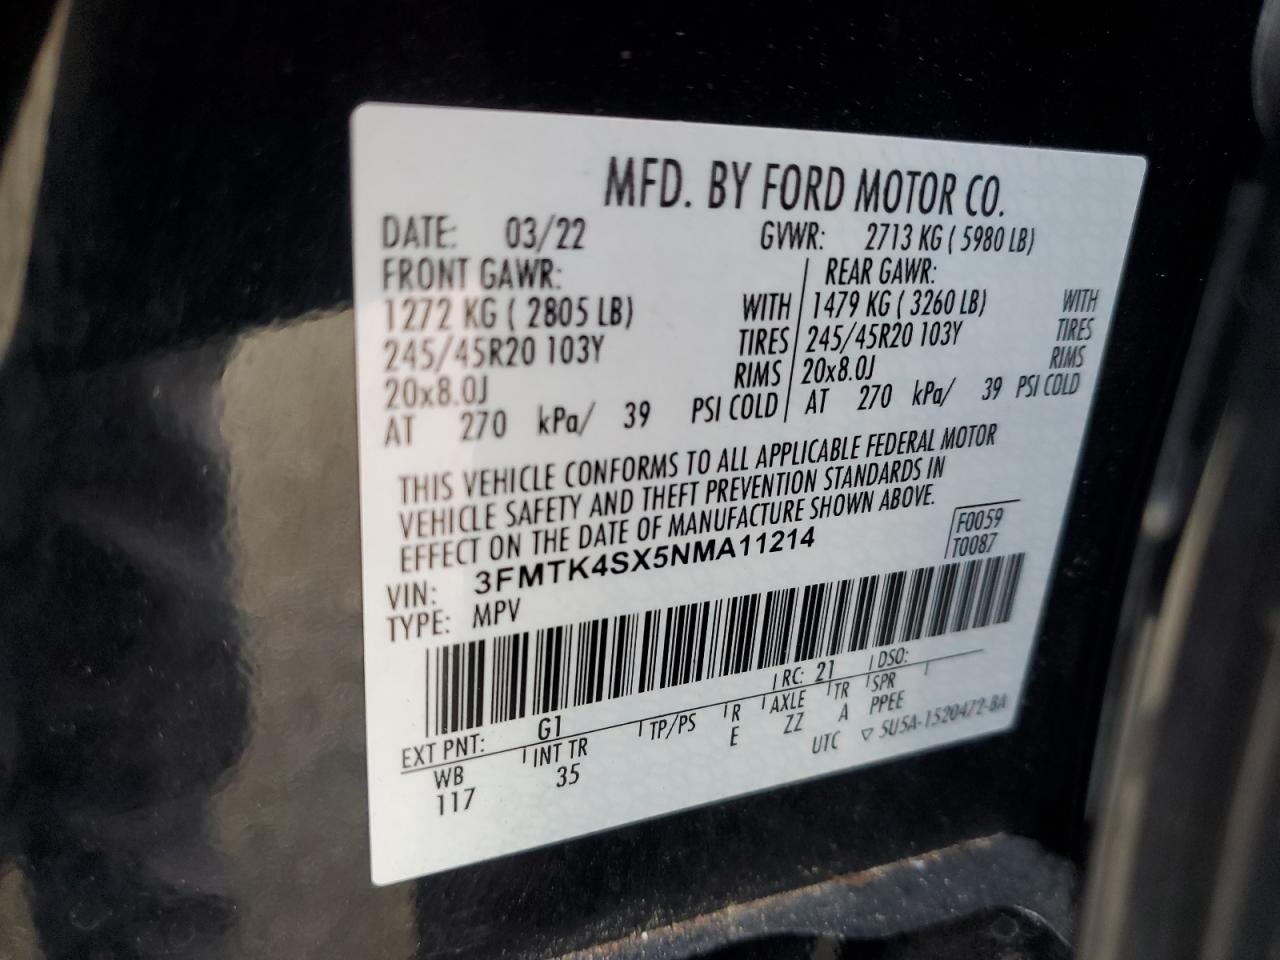 MFD. BY FORD MOTOR CO.
DATE: 03/22 GVWR: 2713 KG ( 5980 LB)
FRONT GAWR: REAR GAWR:
1272 KG ( 2805 LB) WITH 1479 KG ( 3260 LB) WITH
245/45R20 103Y TIRES 245/45R20 103Y TIRES
20x8.0J RIMS 20x8.0J RIMS
AT 270 kPa/ 39 PSI COLD AT 270 kPa/ 39 PSI COLD
THIS VEHICLE CONFORMS TO ALL APPLICABLE FEDERAL MOTOR
VEHICLE SAFETY AND THEFT PREVENTION STANDARDS IN
EFFECT ON THE DATE OF MANUFACTURE SHOWN ABOVE.
F0059
VIN: 3FMTK4SX5NMA11214
T0087
TYPE: MPV
EXT PNT: G1 RC: 21 DSO:
WB INT TR TP/PS R AXLE TR SPR
117 35 E ZZ A PPEE
UTC ▽ 5U5A-1520472-BA